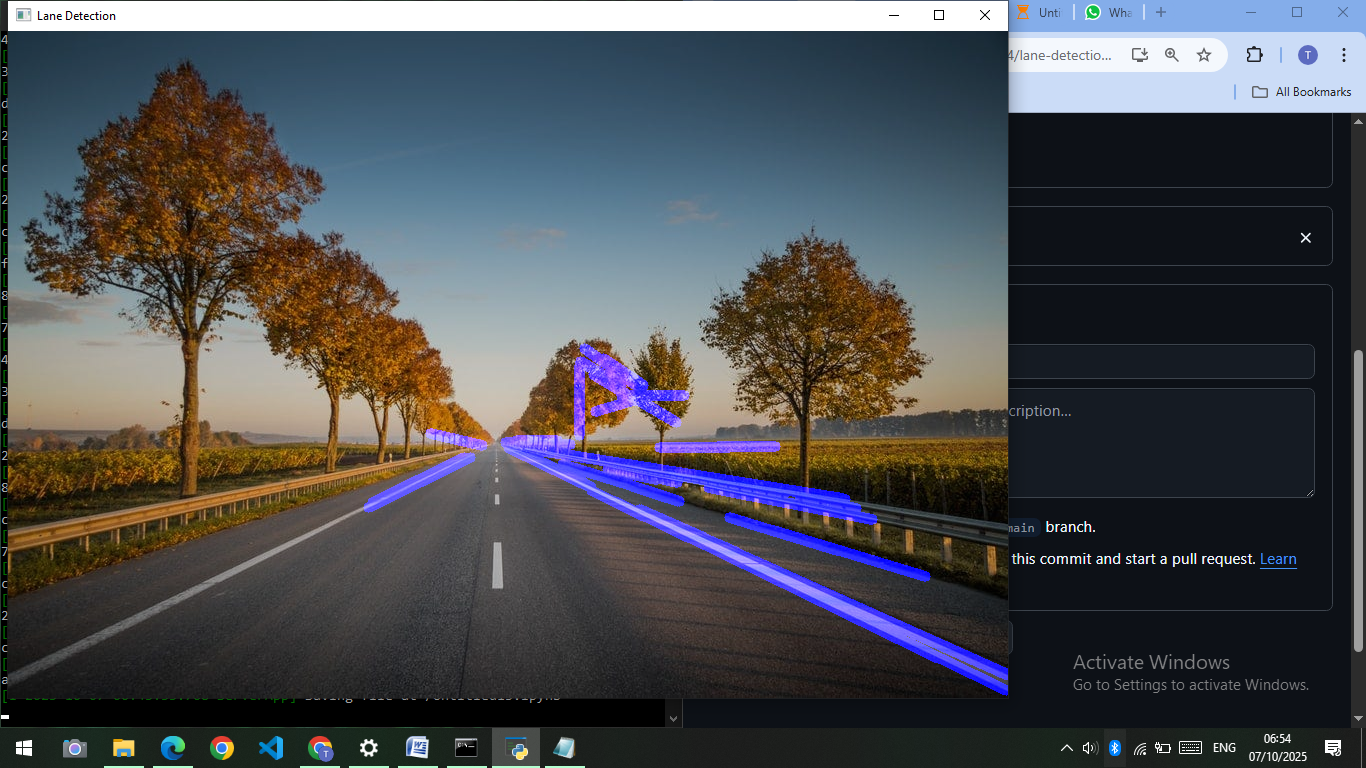 Lane Detection
Unti
Wha
4/lane-detectio...
T
All Bookmarks
cription...
main branch.
this commit and start a pull request. Learn
Activate Windows
Go to Settings to activate Windows.
ENG
06:54
07/10/2025